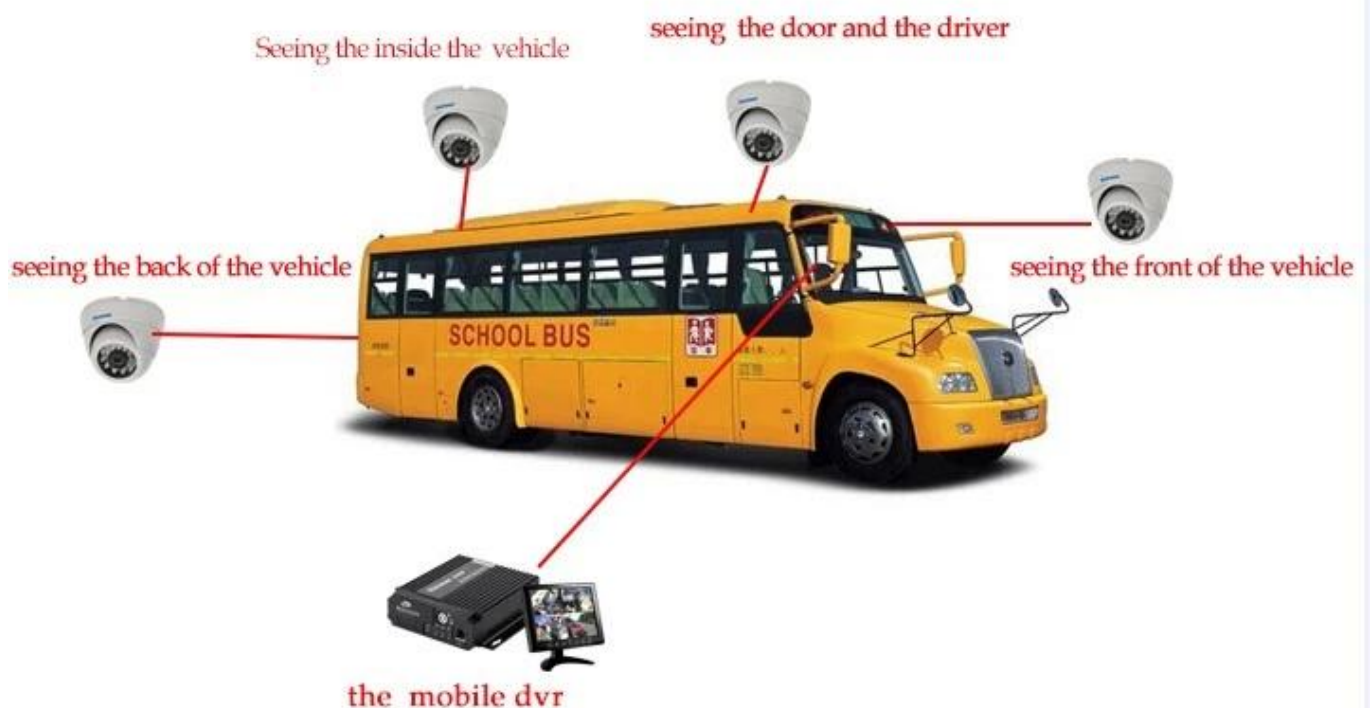 seeing the door and the driver
Seeing the inside the vehicle
seeing the back of the vehicle
seeing the front of the vehicle
SCHOOL BUS
the mobile dvr